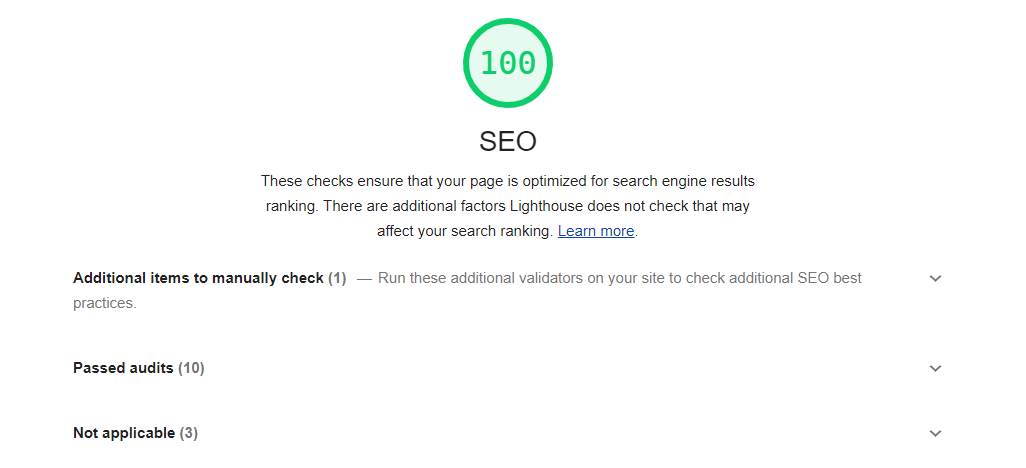 100
SEO
These checks ensure that your page is optimized for search engine results
ranking. There are additional factors Lighthouse does not check that may
affect your search ranking. Learn more.
Additional items to manually check (1) — Run these additional validators on your site to check additional SEO best
practices.
Passed audits (10)
Not applicable (3)